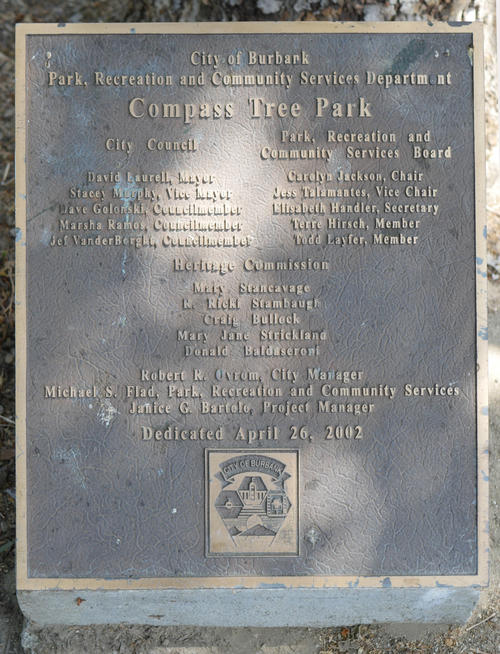 City of Burbank
Park, Recreation and Community Services Departm nt
Compass Tree Park
City Council
David Laurell, Mayor
Stacey Murphy, Vice Mayor
Dave Golonski, Councilmember
Marsha Ramos, Councilmember
Jef VanderBorght, Councilmember
Park, Recreation and
Community Services Board
Carolyn Jackson, Chair
Jess Talamantes, Vice Chair
Elisabeth Handler, Secretary
Terre Hirsch, Member
Todd Layfer, Member
Heritage Commission
Mary Stancavage
R. Ricki Stambaugh
Craig Bullock
Mary Jane Strickland
Donald Baldaseroni
Robert R. Ovrom, City Manager
Michael S. Flad, Park, Recreation and Community Services
Janice G. Bartolo, Project Manager
Dedicated April 26, 2002
CITY OF BURBANK